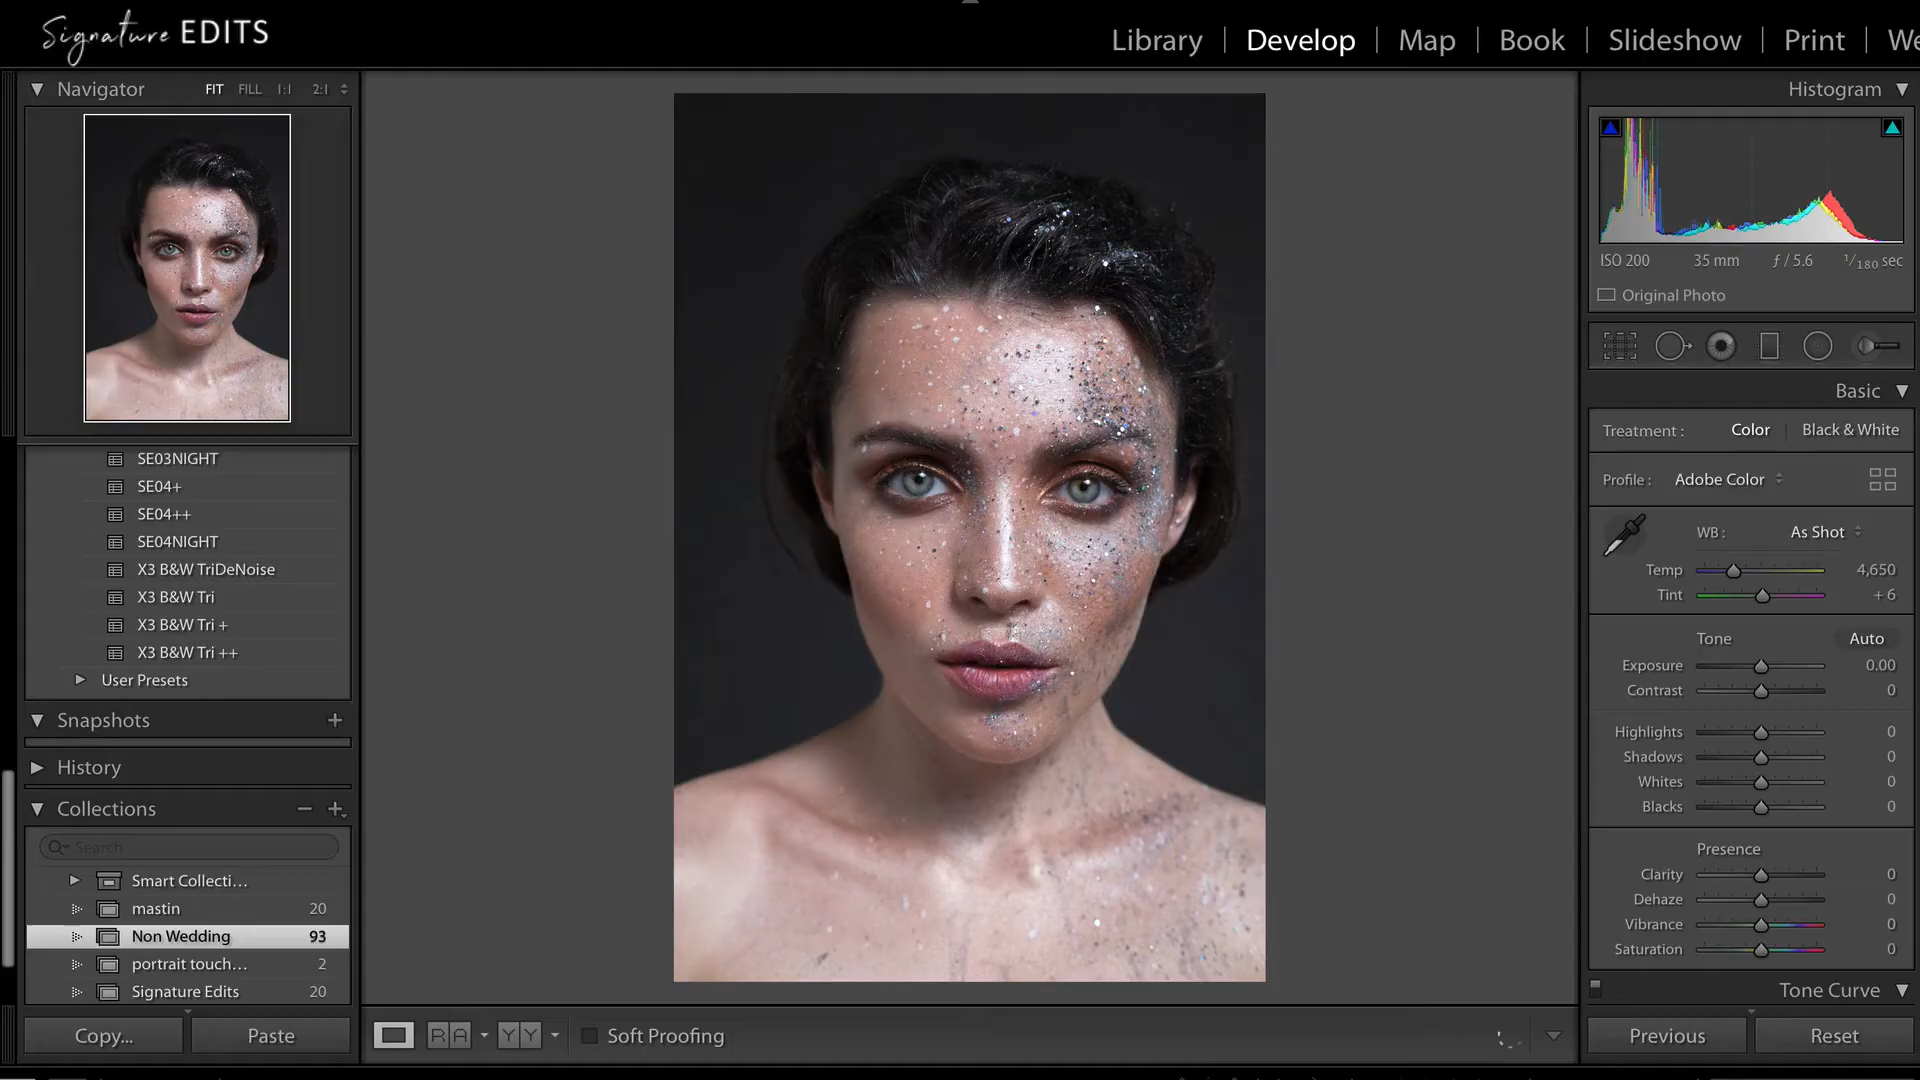 Signature EDITS
Library | Develop | Map | Book | Slideshow | Print | We
Navigator FIT FILL 1:1 2:1
SE03NIGHT
SE04+
SE04++
SE04NIGHT
X3 B&W TriDeNoise
X3 B&W Tri
X3 B&W Tri +
X3 B&W Tri ++
User Presets
Snapshots +
History
Collections − +
Search
Smart Collecti...
mastin 20
Non Wedding 93
portrait touch... 2
Signature Edits 20
Copy... Paste
R A Y Y Soft Proofing
Histogram
ISO 200 35 mm ƒ / 5.6 1/180 sec
Original Photo
Basic
Treatment : Color | Black & White
Profile : Adobe Color
WB : As Shot
Temp 4,650
Tint + 6
Tone Auto
Exposure 0.00
Contrast 0
Highlights 0
Shadows 0
Whites 0
Blacks 0
Presence
Clarity 0
Dehaze 0
Vibrance 0
Saturation 0
Tone Curve
Previous Reset